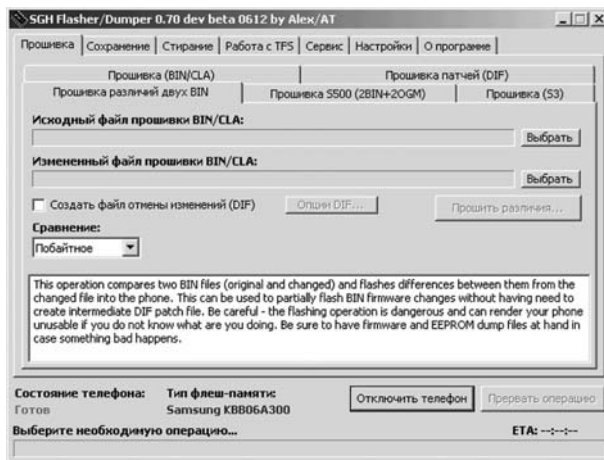 SGH Flasher/Dumper 0.70 dev beta 0612 by Alex/AT
Прошивка Сохранение Стирание Работа с TFS Сервис Настройки О программе
Прошивка (BIN/CLA) Прошивка патчей (DIF)
Прошивка различий двух BIN Прошивка S500 (2BIN+2OGM) Прошивка (S3)
Исходный файл прошивки BIN/CLA:
Выбрать
Измененный файл прошивки BIN/CLA:
Выбрать
Создать файл отмены изменений (DIF) Опции DIF... Прошить различия...
Сравнение:
Побайтное
This operation compares two BIN files (original and changed) and flashes differences between them from the
changed file into the phone. This can be used to partially flash BIN firmware changes without having need to
create intermediate DIF patch file. Be careful - the flashing operation is dangerous and can render your phone
unusable if you do not know what are you doing. Be sure to have firmware and EEPROM dump files at hand in
case something bad happens.
Состояние телефона: Тип флеш-памяти: Отключить телефон Прервать операцию
Готов Samsung KBB06A300
Выберите необходимую операцию... ETA: --:--:--